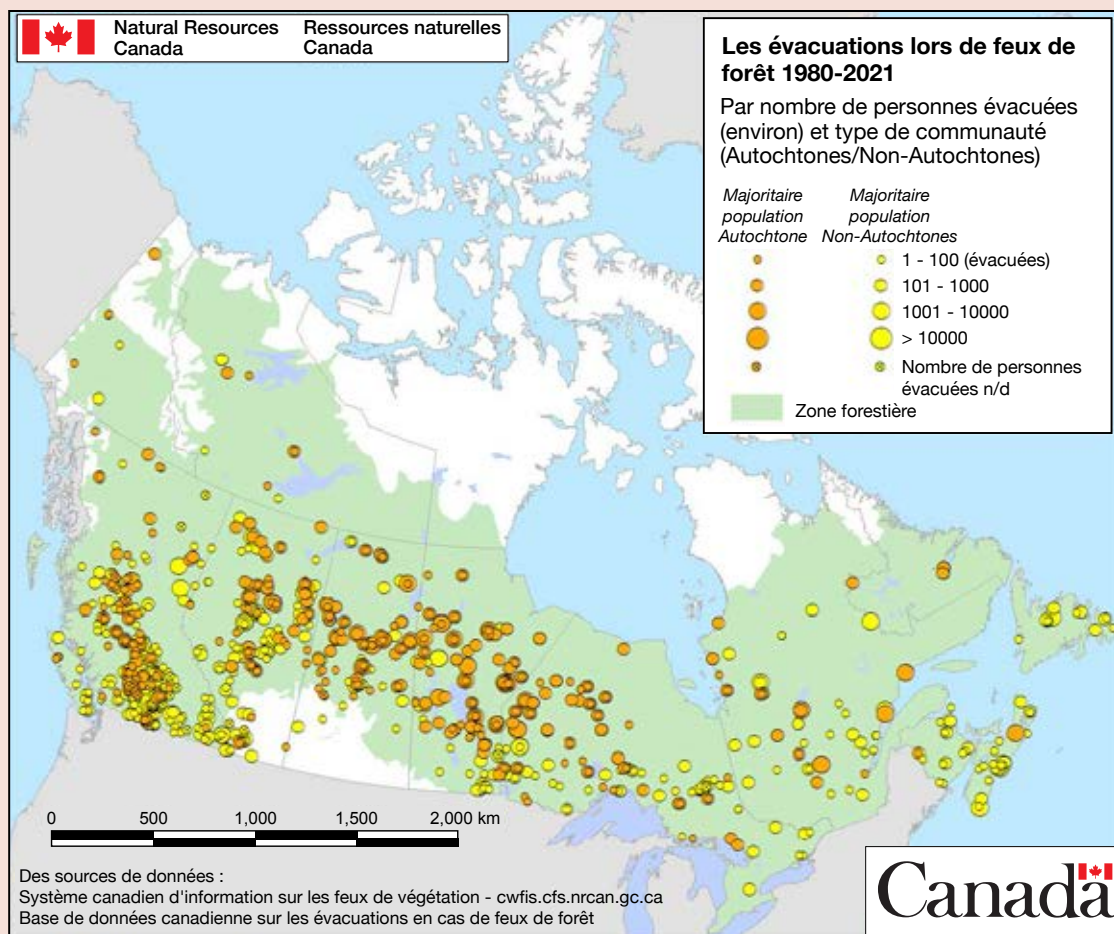 Natural Resources Canada
Ressources naturelles Canada
Les évacuations lors de feux de
forêt 1980-2021
Par nombre de personnes évacuées
(environ) et type de communauté
(Autochtones/Non-Autochtones)
Majoritaire population Autochtone
Majoritaire population Non-Autochtones
1 - 100 (évacuées)
101 - 1000
1001 - 10000
> 10000
Nombre de personnes
évacuées n/d
Zone forestière
0 500 1,000 1,500 2,000 km
Des sources de données :
Système canadien d'information sur les feux de végétation - cwfis.cfs.nrcan.gc.ca
Base de données canadienne sur les évacuations en cas de feux de forêt
Canada